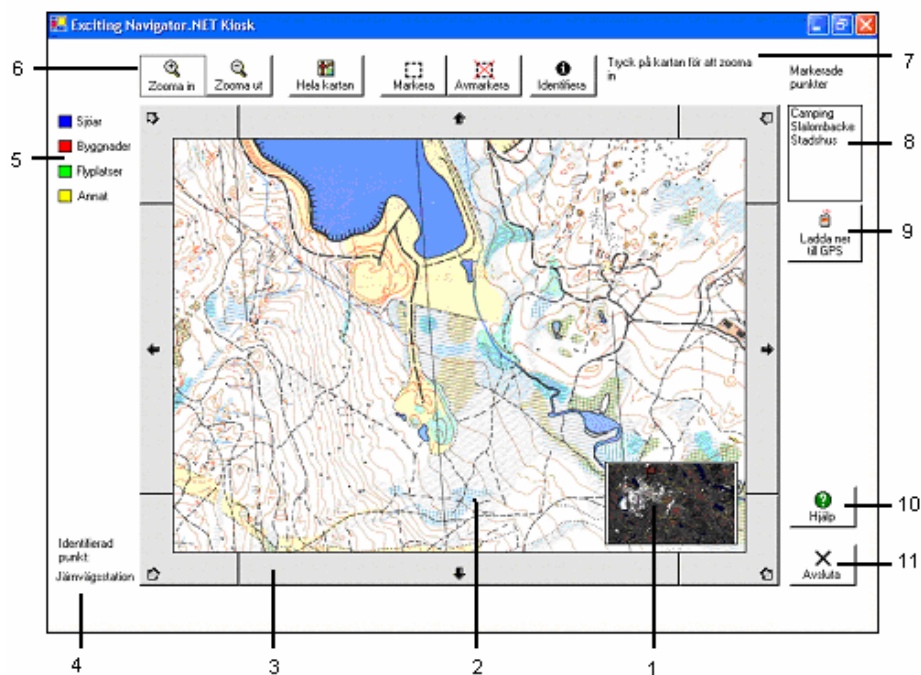 Exciting Navigator.NET Kiosk
6
Zooma in
Zooma ut
Hela kartan
Markera
Avmarkera
Identifiera
Tryck på kartan för att zooma
in
7
Markerade
punkter
5
Sjöar
Byggnader
Flyplatser
Annat
Camping
Slalombacke
Stadshus
8
Ladda ner
till GPS
9
Hjälp
10
Avsluta
11
Identifierad
punkt:
Järnvägsstation
4
3
2
1